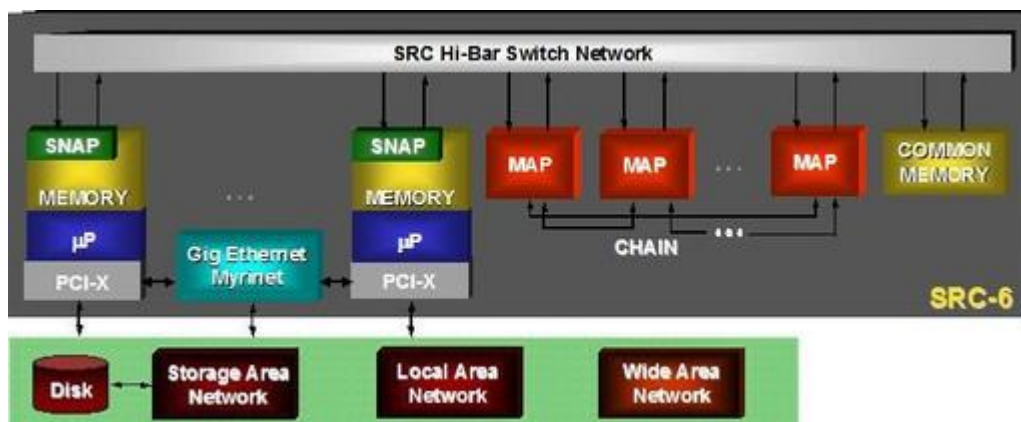 SRC Hi-Bar Switch Network
SNAP
MEMORY
µP
PCI-X
...
Gig Ethernet
Myrinet
SNAP
MEMORY
µP
PCI-X
MAP
MAP
...
MAP
COMMON
MEMORY
CHAIN
...
SRC-6
Disk
Storage Area
Network
Local Area
Network
Wide Area
Network